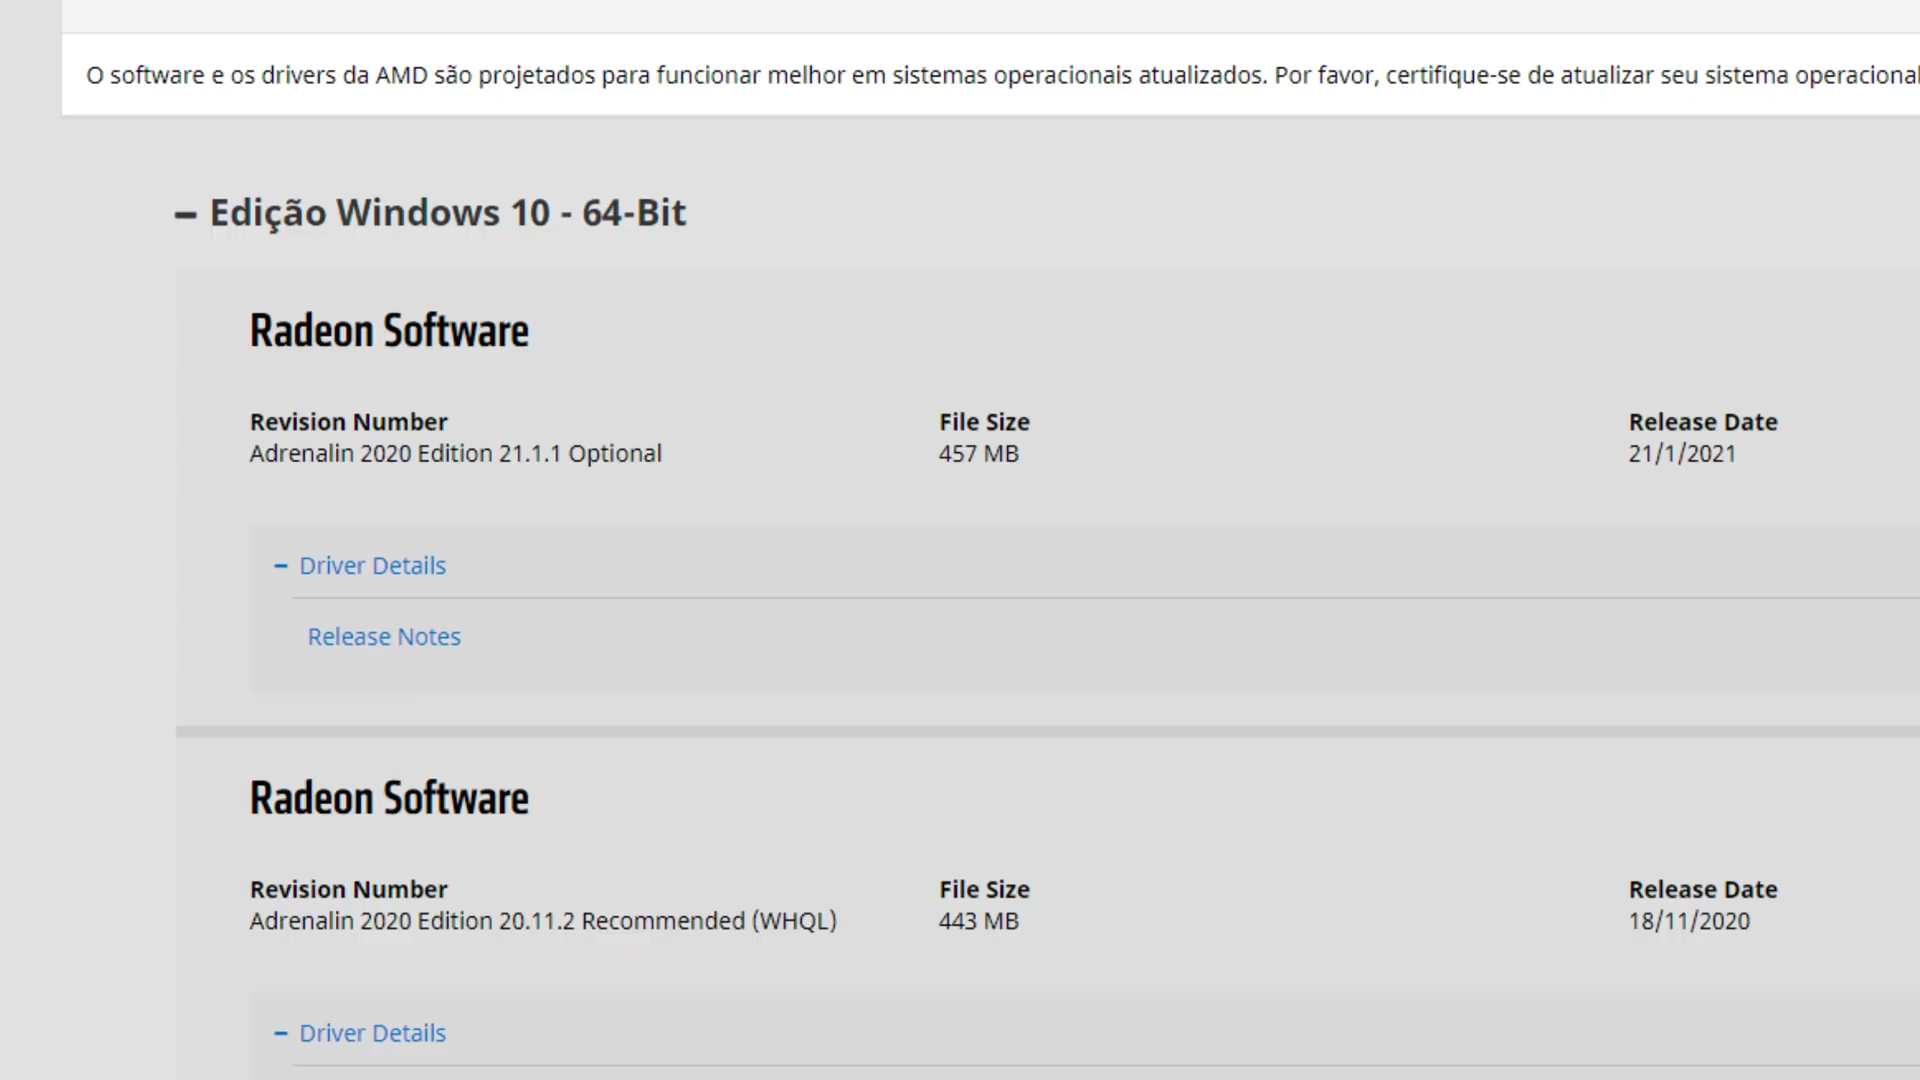 O software e os drivers da AMD são projetados para funcionar melhor em sistemas operacionais atualizados. Por favor, certifique-se de atualizar seu sistema operacional
– Edição Windows 10 - 64-Bit
Radeon Software
Revision Number File Size Release Date
Adrenalin 2020 Edition 21.1.1 Optional 457 MB 21/1/2021
– Driver Details
Release Notes
Radeon Software
Revision Number File Size Release Date
Adrenalin 2020 Edition 20.11.2 Recommended (WHQL) 443 MB 18/11/2020
– Driver Details